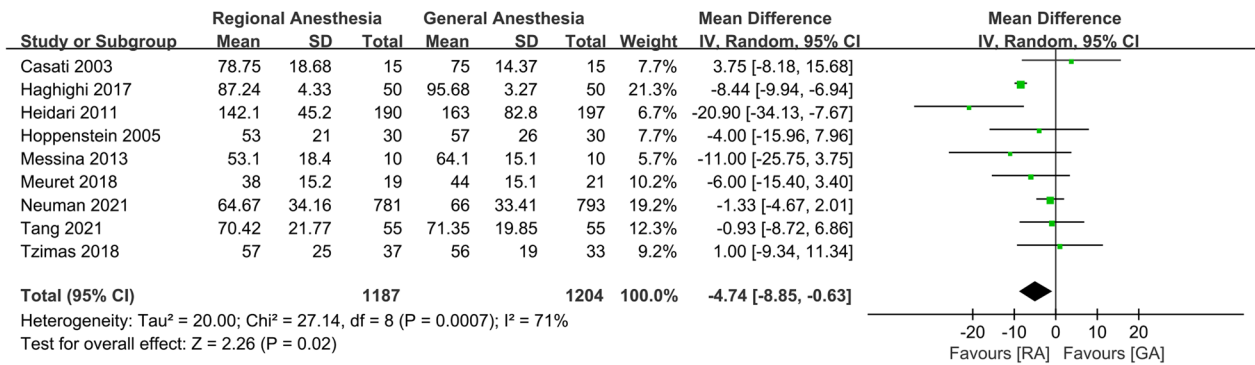 Regional Anesthesia General Anesthesia Mean Difference Mean Difference
Study or Subgroup Mean SD Total Mean SD Total Weight IV, Random, 95% CI IV, Random, 95% CI
Casati 2003 78.75 18.68 15 75 14.37 15 7.7% 3.75 [-8.18, 15.68]
Haghighi 2017 87.24 4.33 50 95.68 3.27 50 21.3% -8.44 [-9.94, -6.94]
Heidari 2011 142.1 45.2 190 163 82.8 197 6.7% -20.90 [-34.13, -7.67]
Hoppenstein 2005 53 21 30 57 26 30 7.7% -4.00 [-15.96, 7.96]
Messina 2013 53.1 18.4 10 64.1 15.1 10 5.7% -11.00 [-25.75, 3.75]
Meuret 2018 38 15.2 19 44 15.1 21 10.2% -6.00 [-15.40, 3.40]
Neuman 2021 64.67 34.16 781 66 33.41 793 19.2% -1.33 [-4.67, 2.01]
Tang 2021 70.42 21.77 55 71.35 19.85 55 12.3% -0.93 [-8.72, 6.86]
Tzimas 2018 57 25 37 56 19 33 9.2% 1.00 [-9.34, 11.34]
Total (95% CI) 1187 1204 100.0% -4.74 [-8.85, -0.63]
Heterogeneity: Tau² = 20.00; Chi² = 27.14, df = 8 (P = 0.0007); I² = 71%
Test for overall effect: Z = 2.26 (P = 0.02)
-20 -10 0 10 20
Favours [RA] Favours [GA]